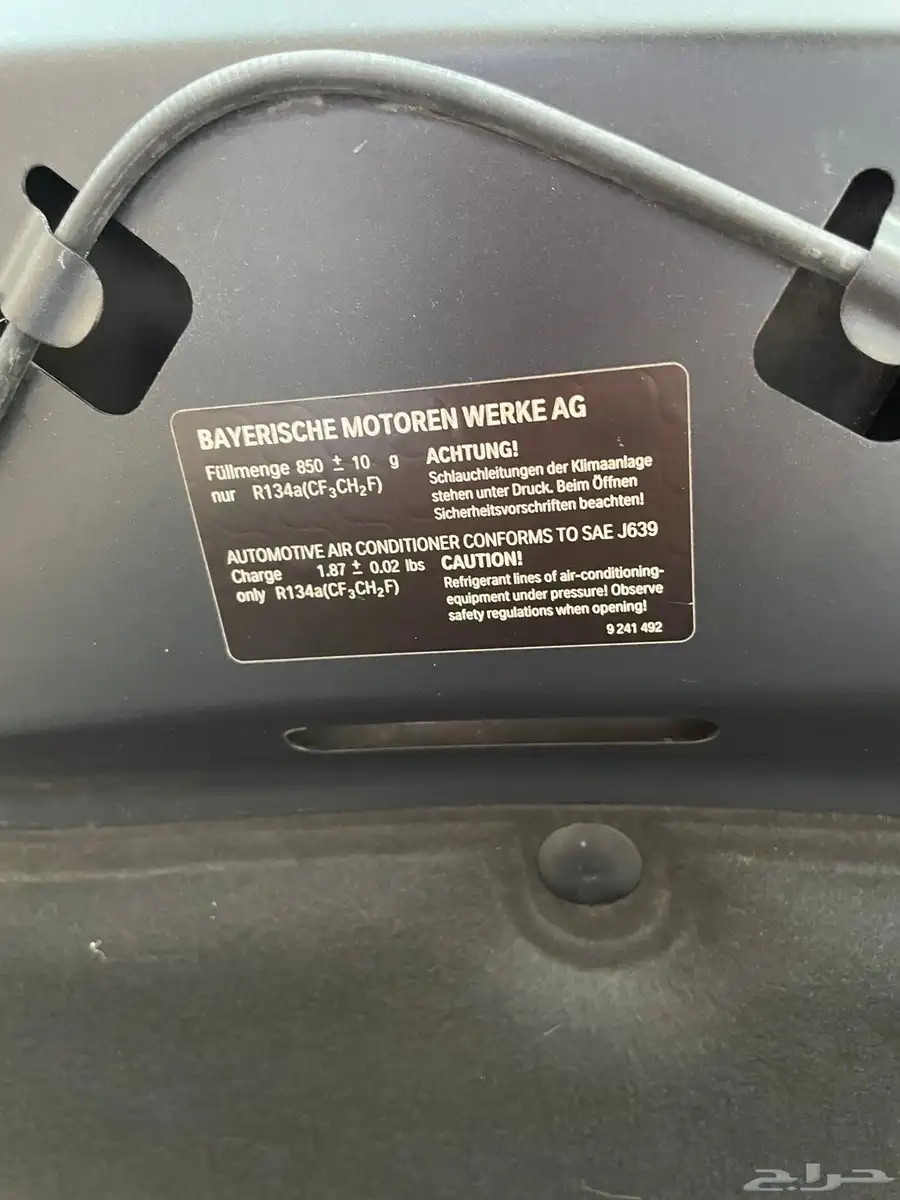 BAYERISCHE MOTOREN WERKE AG
Füllmenge 850 ± 10 g
nur R134a(CF₃CH₂F)
ACHTUNG!
Schlauchleitungen der Klimaanlage
stehen unter Druck. Beim Öffnen
Sicherheitsvorschriften beachten!
AUTOMOTIVE AIR CONDITIONER CONFORMS TO SAE J639
Charge 1.87 ± 0.02 lbs
only R134a(CF₃CH₂F)
CAUTION!
Refrigerant lines of air-conditioning-
equipment under pressure! Observe
safety regulations when opening!
9 241 492
حراج